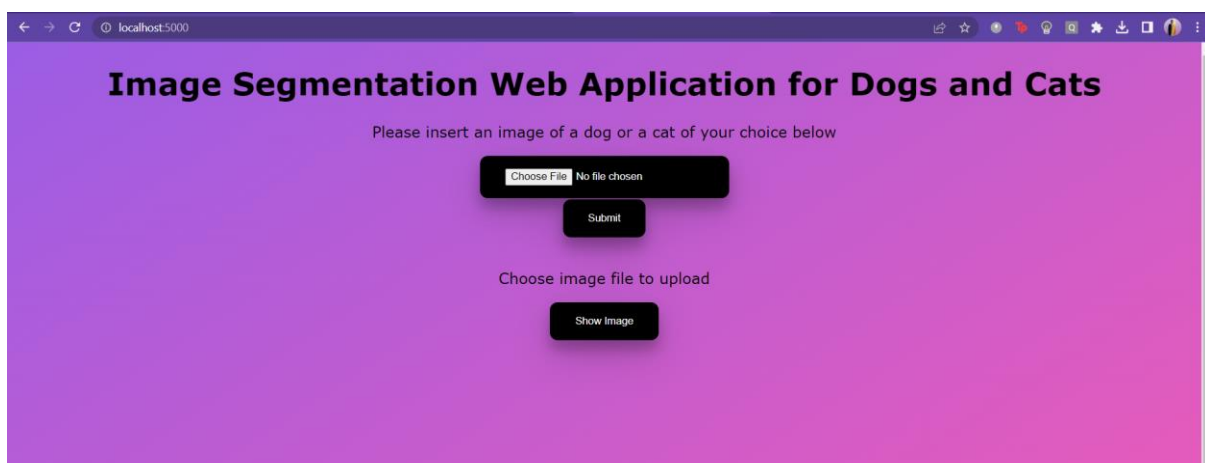 localhost:5000
Image Segmentation Web Application for Dogs and Cats
Please insert an image of a dog or a cat of your choice below
Choose File No file chosen
Submit
Choose image file to upload
Show Image